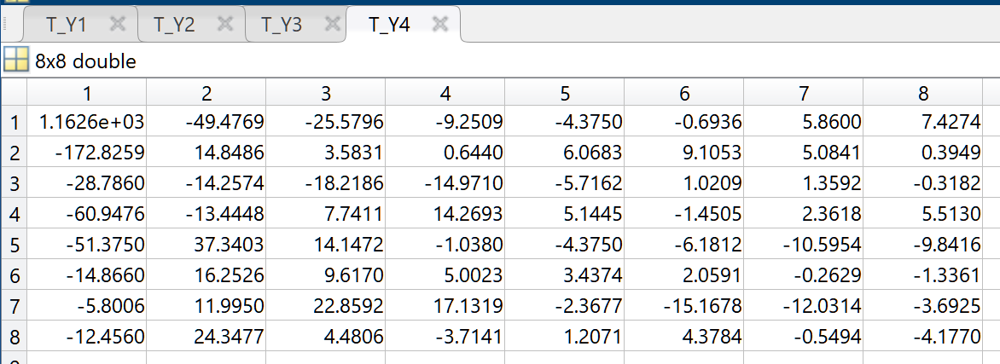 T_Y1 T_Y2 T_Y3 T_Y4
8x8 double
1 2 3 4 5 6 7 8
1 1.1626e+03 -49.4769 -25.5796 -9.2509 -4.3750 -0.6936 5.8600 7.4274
2 -172.8259 14.8486 3.5831 0.6440 6.0683 9.1053 5.0841 0.3949
3 -28.7860 -14.2574 -18.2186 -14.9710 -5.7162 1.0209 1.3592 -0.3182
4 -60.9476 -13.4448 7.7411 14.2693 5.1445 -1.4505 2.3618 5.5130
5 -51.3750 37.3403 14.1472 -1.0380 -4.3750 -6.1812 -10.5954 -9.8416
6 -14.8660 16.2526 9.6170 5.0023 3.4374 2.0591 -0.2629 -1.3361
7 -5.8006 11.9950 22.8592 17.1319 -2.3677 -15.1678 -12.0314 -3.6925
8 -12.4560 24.3477 4.4806 -3.7141 1.2071 4.3784 -0.5494 -4.1770